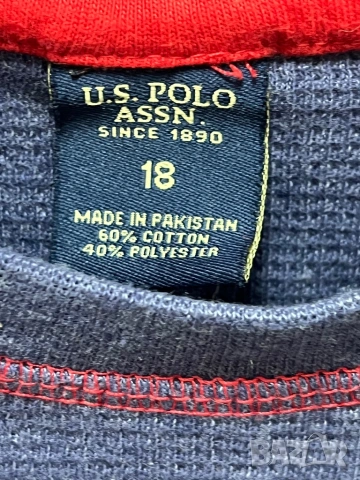 U.S. POLO
ASSN.
SINCE 1890
18
MADE IN PAKISTAN
60% COTTON
40% POLYESTER